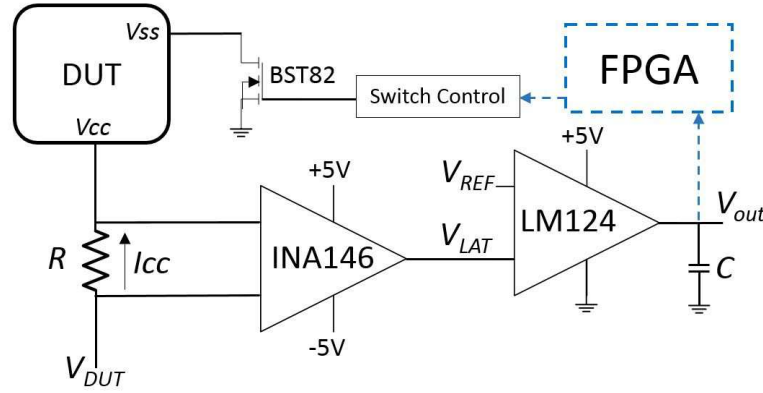 Vss
DUT
BST82
FPGA
Switch Control
Vcc
+5V
+5V
VREF
Vout
LM124
R
Icc
INA146
VLAT
C
-5V
VDUT